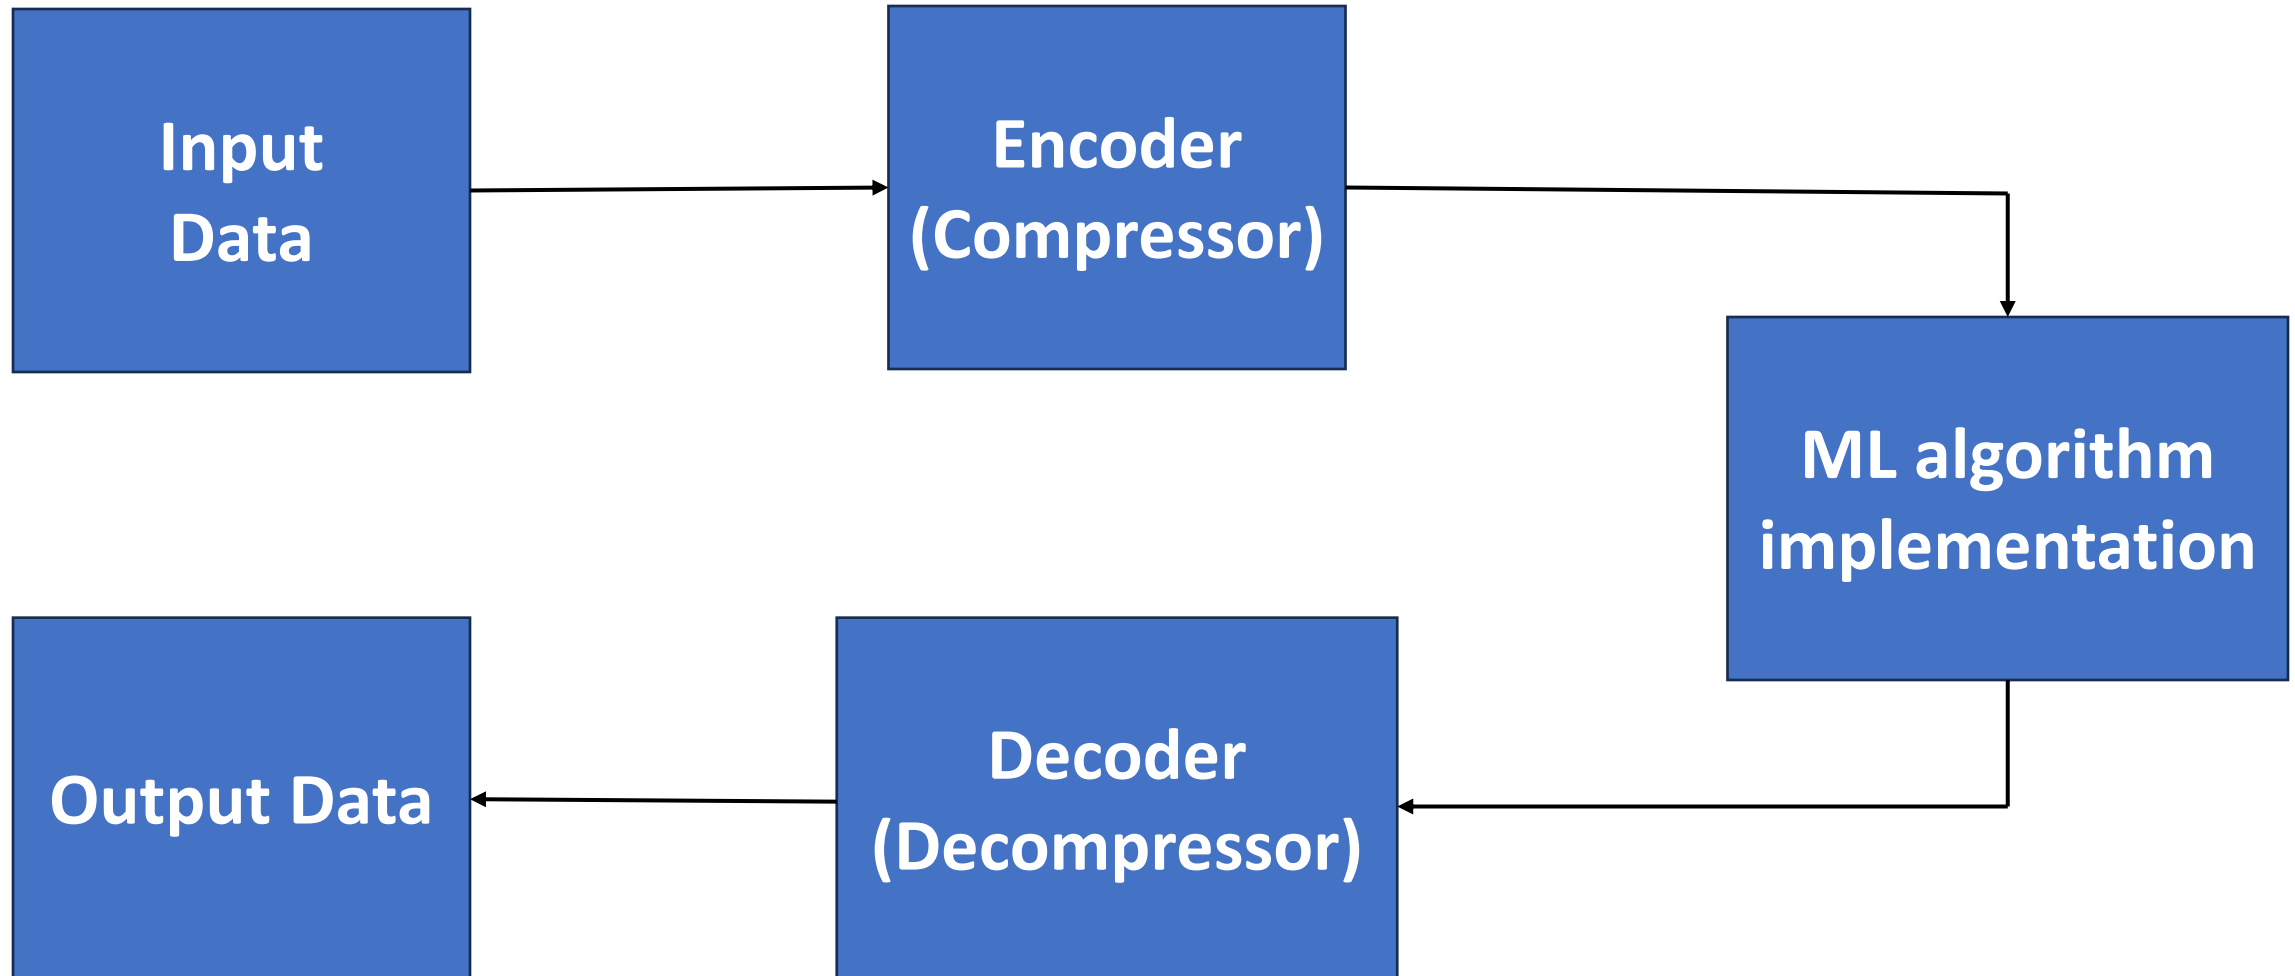 Input
Data
Encoder
(Compressor)
ML algorithm
implementation
Decoder
(Decompressor)
Output Data